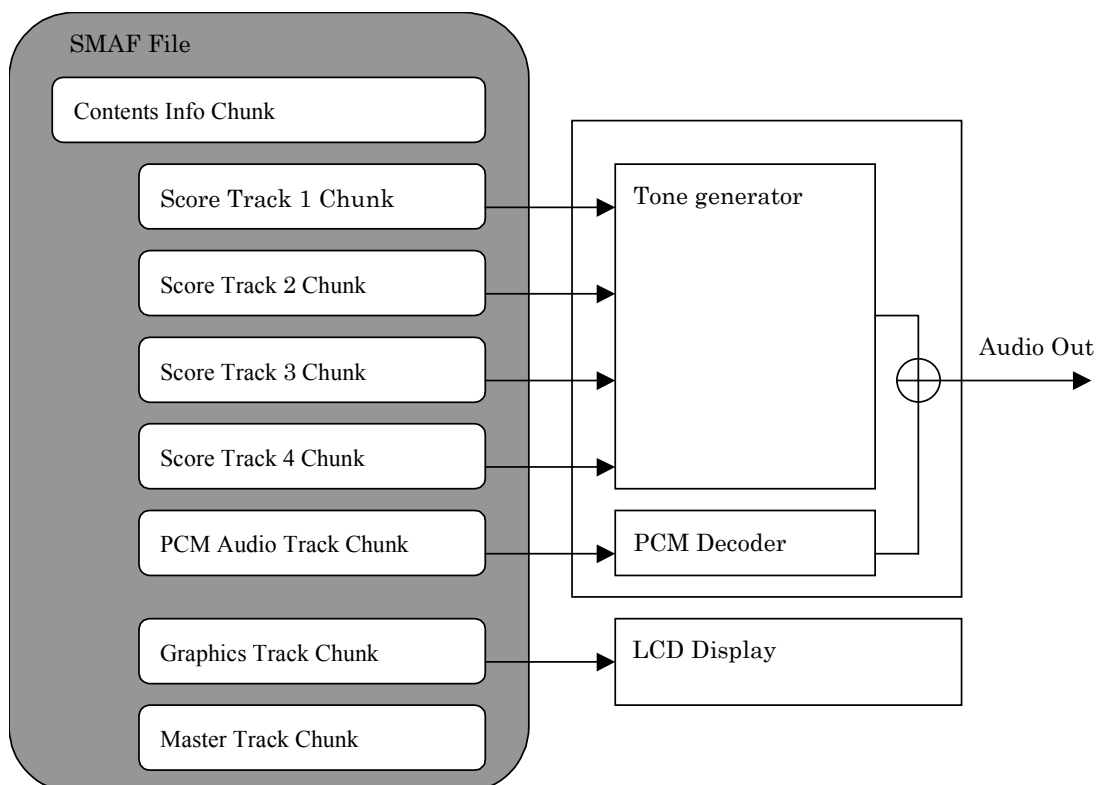 SMAF File
Contents Info Chunk
Score Track 1 Chunk
Tone generator
Score Track 2 Chunk
Score Track 3 Chunk
Audio Out
Score Track 4 Chunk
PCM Audio Track Chunk
PCM Decoder
Graphics Track Chunk
LCD Display
Master Track Chunk